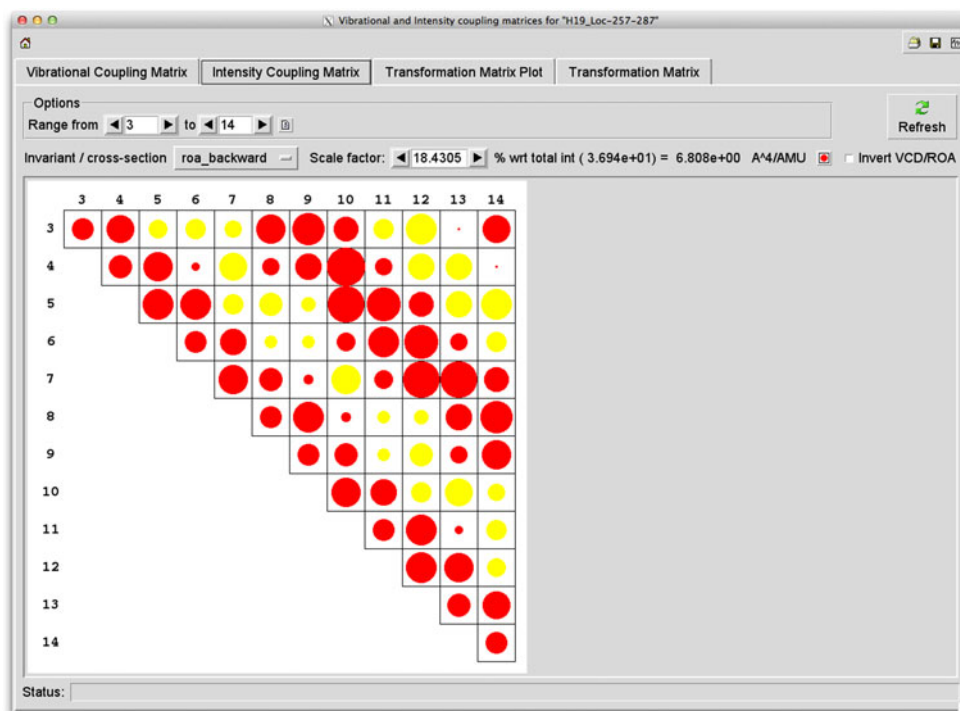 Vibrational and Intensity coupling matrices for "H19_Loc-257-287"
Vibrational Coupling Matrix Intensity Coupling Matrix Transformation Matrix Plot Transformation Matrix
Options
Range from 3 to 14
Refresh
Invariant / cross-section roa_backward Scale factor: 18.4305 % wrt total int ( 3.694e+01) = 6.808e+00 A^4/AMU Invert VCD/ROA
3 4 5 6 7 8 9 10 11 12 13 14
3
4
5
6
7
8
9
10
11
12
13
14
Status: